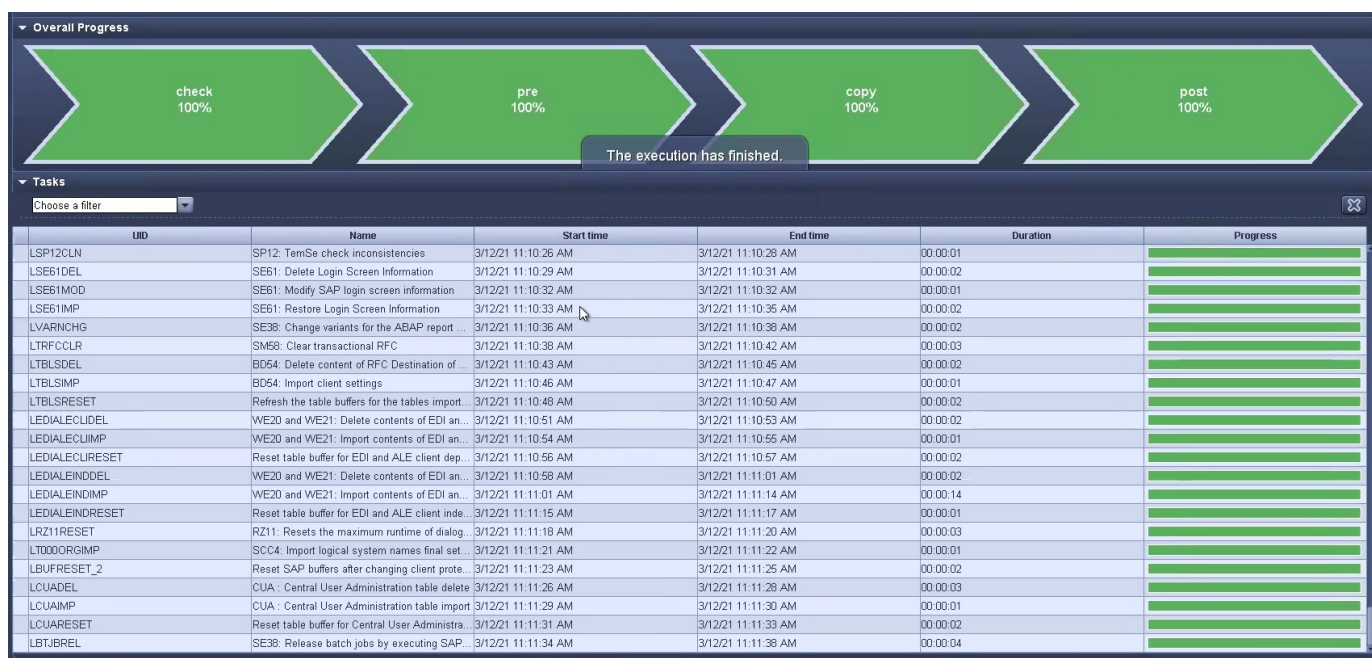 Overall Progress
check
100%
pre
100%
copy
100%
post
100%
The execution has finished.
Tasks
Choose a filter
UID Name Start time End time Duration Progress
LSP12CLN SP12: TemSe check inconsistencies 3/12/21 11:10:26 AM 3/12/21 11:10:28 AM 00:00:01
LSE61DEL SE61: Delete Login Screen Information 3/12/21 11:10:29 AM 3/12/21 11:10:31 AM 00:00:02
LSE61MOD SE61: Modify SAP login screen information 3/12/21 11:10:32 AM 3/12/21 11:10:32 AM 00:00:01
LSE61IMP SE61: Restore Login Screen Information 3/12/21 11:10:33 AM 3/12/21 11:10:35 AM 00:00:02
LVARNCHG SE38: Change variants for the ABAP report ... 3/12/21 11:10:36 AM 3/12/21 11:10:38 AM 00:00:02
LTRFCCLR SM58: Clear transactional RFC 3/12/21 11:10:38 AM 3/12/21 11:10:42 AM 00:00:03
LTBLSDEL BD54: Delete content of RFC Destination of ... 3/12/21 11:10:43 AM 3/12/21 11:10:45 AM 00:00:02
LTBLSIMP BD54: Import client settings 3/12/21 11:10:46 AM 3/12/21 11:10:47 AM 00:00:01
LTBLSRESET Refresh the table buffers for the tables import... 3/12/21 11:10:48 AM 3/12/21 11:10:50 AM 00:00:02
LEDIALECLIDEL WE20 and WE21: Delete contents of EDI an... 3/12/21 11:10:51 AM 3/12/21 11:10:53 AM 00:00:02
LEDIALECLIIMP WE20 and WE21: Import contents of EDI an... 3/12/21 11:10:54 AM 3/12/21 11:10:55 AM 00:00:01
LEDIALECLIRESET Reset table buffer for EDI and ALE client dep... 3/12/21 11:10:56 AM 3/12/21 11:10:57 AM 00:00:02
LEDIALEINDDEL WE20 and WE21: Delete contents of EDI an... 3/12/21 11:10:58 AM 3/12/21 11:11:01 AM 00:00:02
LEDIALEINDIMP WE20 and WE21: Import contents of EDI an... 3/12/21 11:11:01 AM 3/12/21 11:11:14 AM 00:00:14
LEDIALEINDRESET Reset table buffer for EDI and ALE client inde... 3/12/21 11:11:15 AM 3/12/21 11:11:17 AM 00:00:01
LRZ11RESET RZ11: Resets the maximum runtime of dialog... 3/12/21 11:11:18 AM 3/12/21 11:11:20 AM 00:00:03
LT000ORGIMP SCC4: Import logical system names final set... 3/12/21 11:11:21 AM 3/12/21 11:11:22 AM 00:00:01
LBUFRESET_2 Reset SAP buffers after changing client prote... 3/12/21 11:11:23 AM 3/12/21 11:11:25 AM 00:00:02
LCUADEL CUA : Central User Administration table delete 3/12/21 11:11:26 AM 3/12/21 11:11:28 AM 00:00:03
LCUAIMP CUA : Central User Administration table import 3/12/21 11:11:29 AM 3/12/21 11:11:30 AM 00:00:01
LCUARESET Reset table buffer for Central User Administra... 3/12/21 11:11:31 AM 3/12/21 11:11:33 AM 00:00:02
LBTJBREL SE38: Release batch jobs by executing SAP... 3/12/21 11:11:34 AM 3/12/21 11:11:38 AM 00:00:04